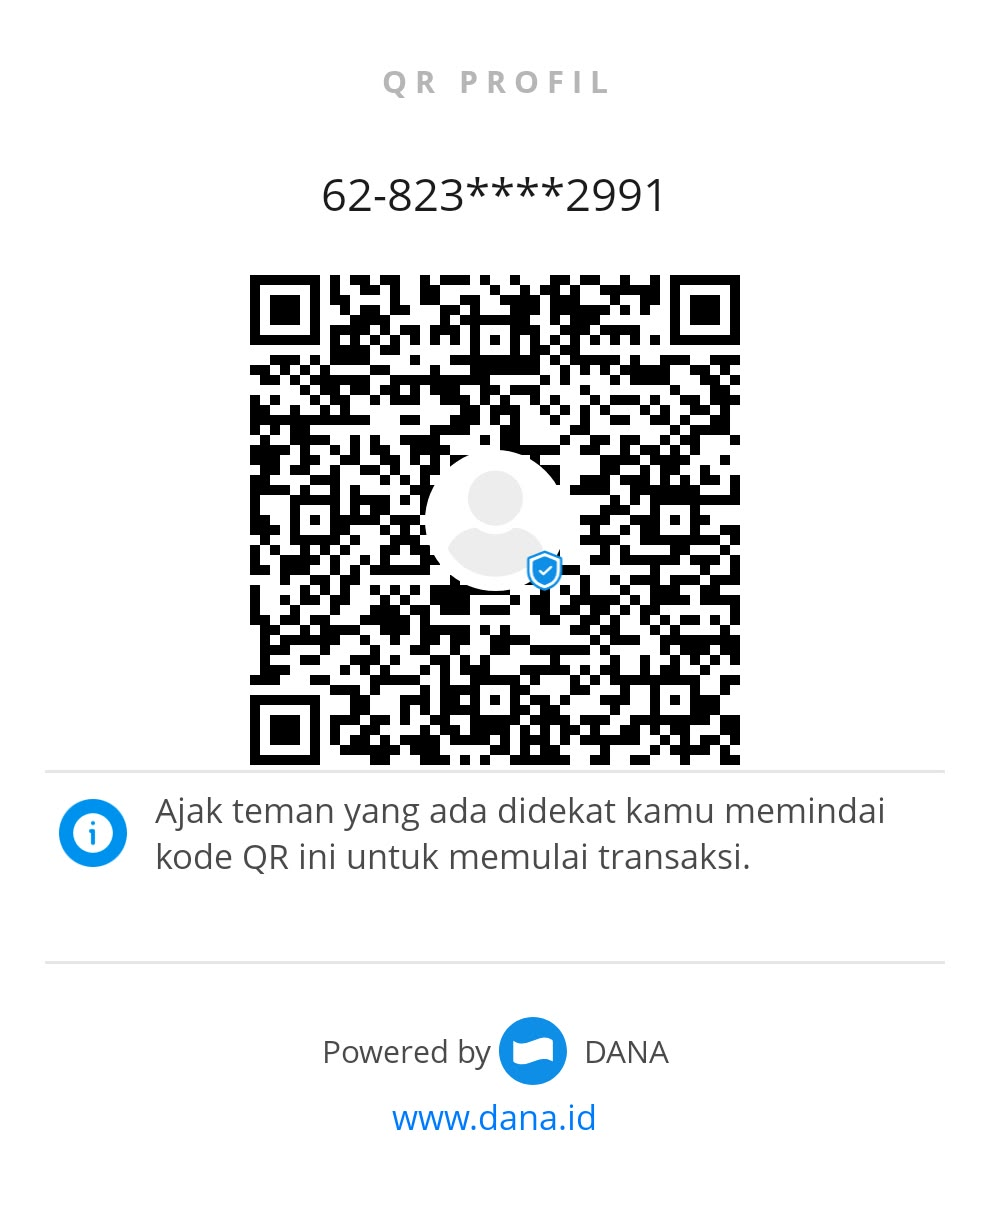 QR PROFIL
62-823****2991
Ajak teman yang ada didekat kamu memindai
kode QR ini untuk memulai transaksi.
Powered by DANA
www.dana.id